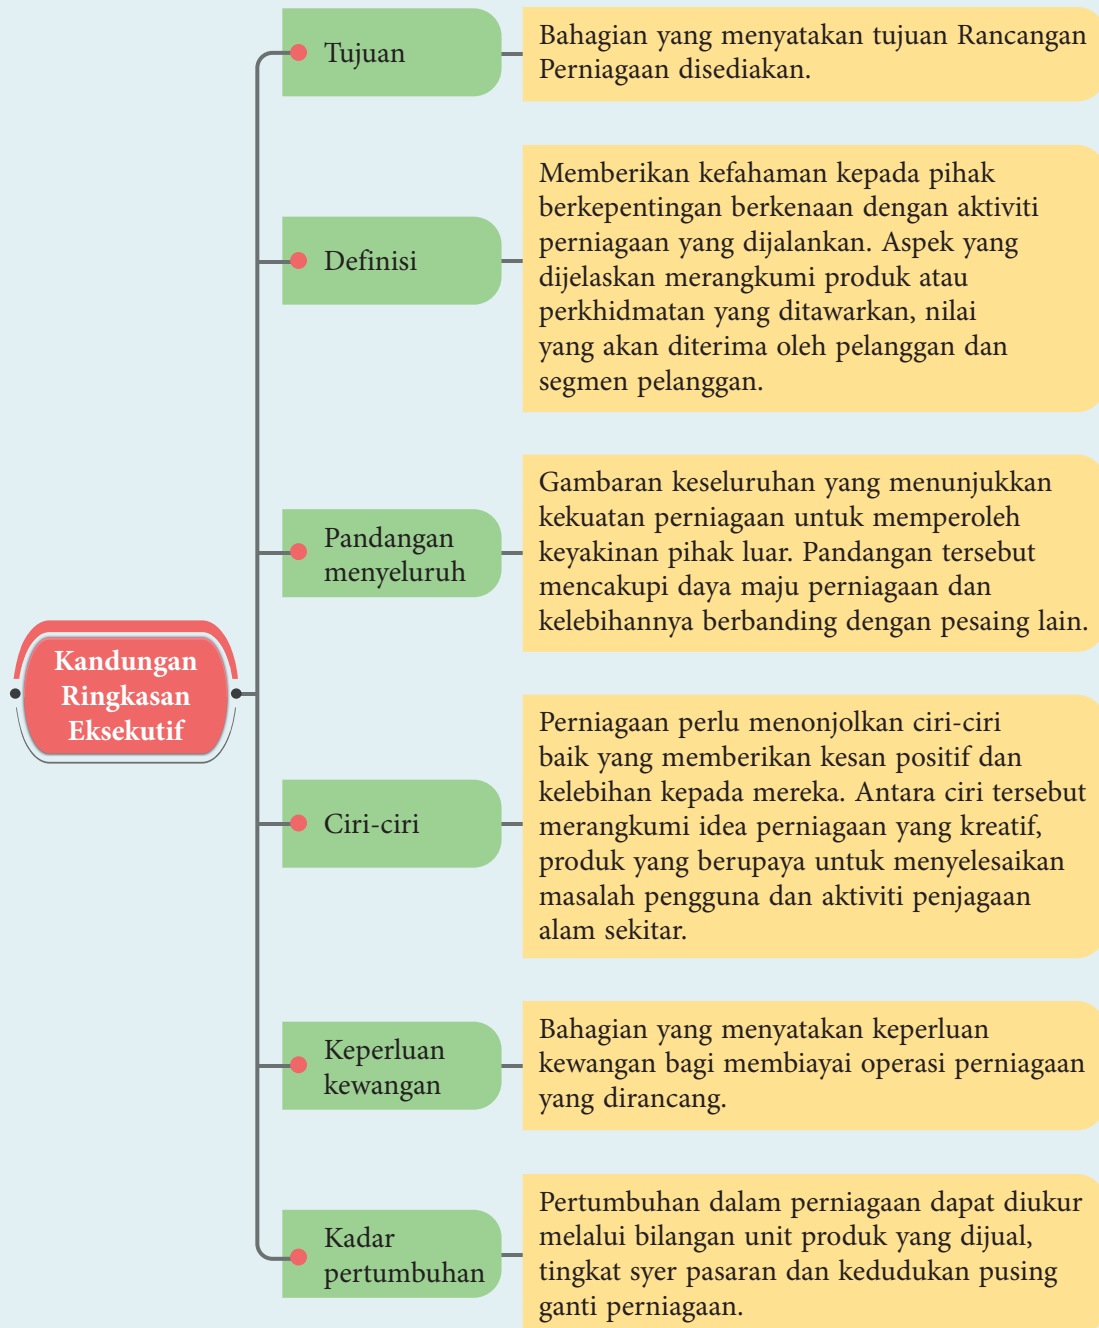 Tujuan
Bahagian yang menyatakan tujuan Rancangan
Perniagaan disediakan.
Definisi
Memberikan kefahaman kepada pihak
berkepentingan berkenaan dengan aktiviti
perniagaan yang dijalankan. Aspek yang
dijelaskan merangkumi produk atau
perkhidmatan yang ditawarkan, nilai
yang akan diterima oleh pelanggan dan
segmen pelanggan.
Pandangan
menyeluruh
Gambaran keseluruhan yang menunjukkan
kekuatan perniagaan untuk memperoleh
keyakinan pihak luar. Pandangan tersebut
mencakupi daya maju perniagaan dan
kelebihannya berbanding dengan pesaing lain.
Kandungan
Ringkasan
Eksekutif
Ciri-ciri
Perniagaan perlu menonjolkan ciri-ciri
baik yang memberikan kesan positif dan
kelebihan kepada mereka. Antara ciri tersebut
merangkumi idea perniagaan yang kreatif,
produk yang berupaya untuk menyelesaikan
masalah pengguna dan aktiviti penjagaan
alam sekitar.
Keperluan
kewangan
Bahagian yang menyatakan keperluan
kewangan bagi membiayai operasi perniagaan
yang dirancang.
Kadar
pertumbuhan
Pertumbuhan dalam perniagaan dapat diukur
melalui bilangan unit produk yang dijual,
tingkat syer pasaran dan kedudukan pusing
ganti perniagaan.